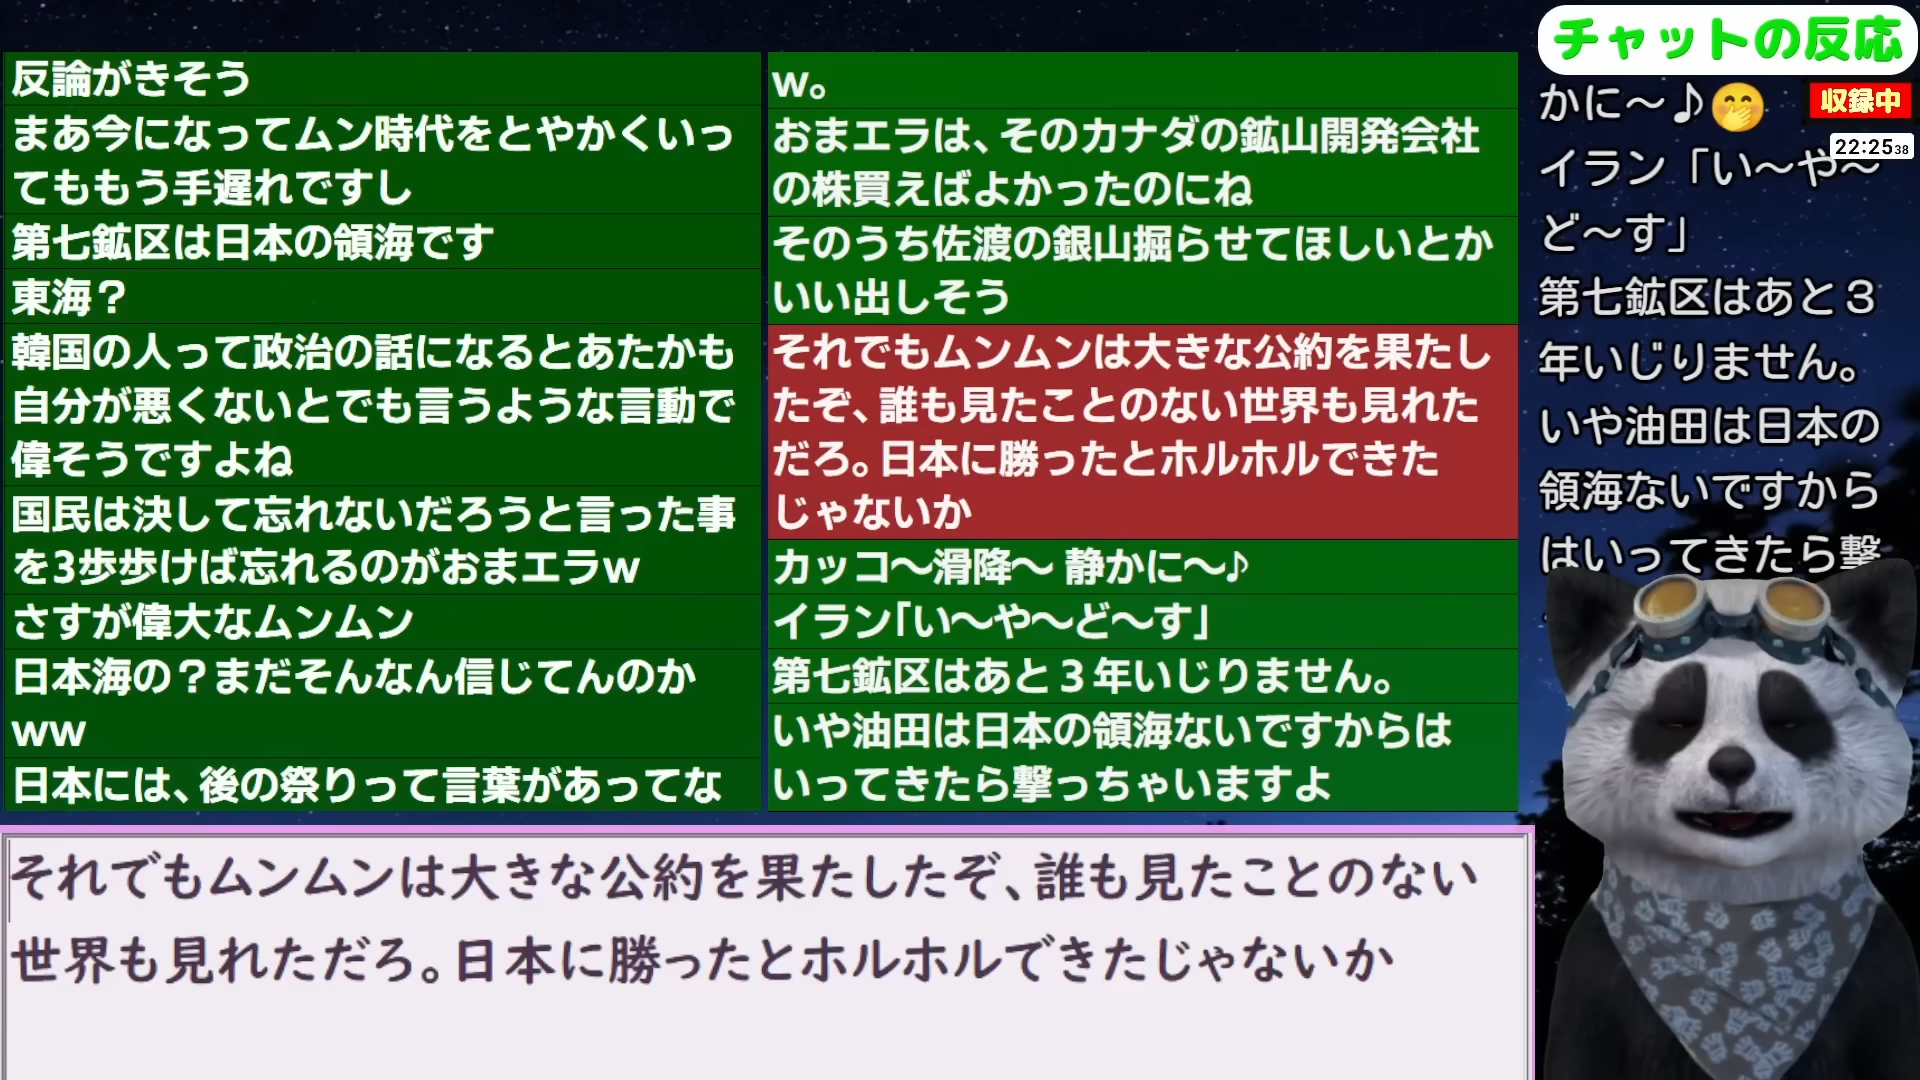 反論がきそう
まあ今になってムン時代をとやかくいっ
てももう手遅れですし
第七鉱区は日本の領海です
東海？
韓国の人って政治の話になるとあたかも
自分が悪くないとでも言うような言動で
偉そうですよね
国民は決して忘れないだろうと言った事
を3歩歩けば忘れるのがおまエラw
さすが偉大なムンムン
日本海の？まだそんなん信じてんのか
ww
日本には、後の祭りって言葉があってな
w。
おまエラは、そのカナダの鉱山開発会社
の株買えばよかったのにね
そのうち佐渡の銀山掘らせてほしいとか
いい出しそう
それでもムンムンは大きな公約を果たし
たぞ、誰も見たことのない世界も見れた
だろ。日本に勝ったとホルホルできた
じゃないか
カッコ～滑降～ 静かに～♪
イラン「い～や～ど～す」
第七鉱区はあと３年いじりません。
いや油田は日本の領海ないですからは
いってきたら撃っちゃいますよ
チャットの反応
かに～♪🤭
収録中
22:25 38
イラン「い～や～
ど～す」
第七鉱区はあと３
年いじりません。
いや油田は日本の
領海ないですから
はいってきたら撃
それでもムンムンは大きな公約を果たしたぞ、誰も見たことのない
世界も見れただろ。日本に勝ったとホルホルできたじゃないか